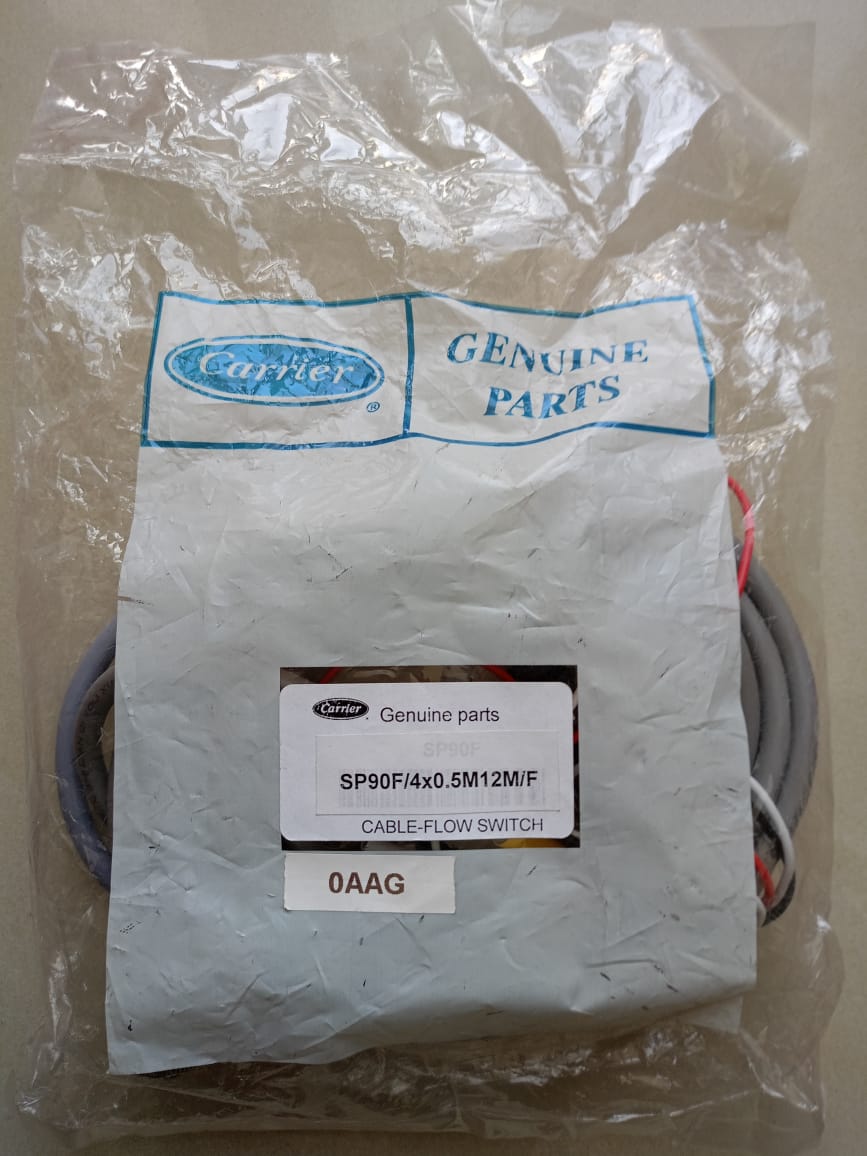 Carrier
®
GENUINE
PARTS
Carrier Genuine parts
SP90F
SP90F/4x0.5M12M/F
CABLE-FLOW SWITCH
0AAG